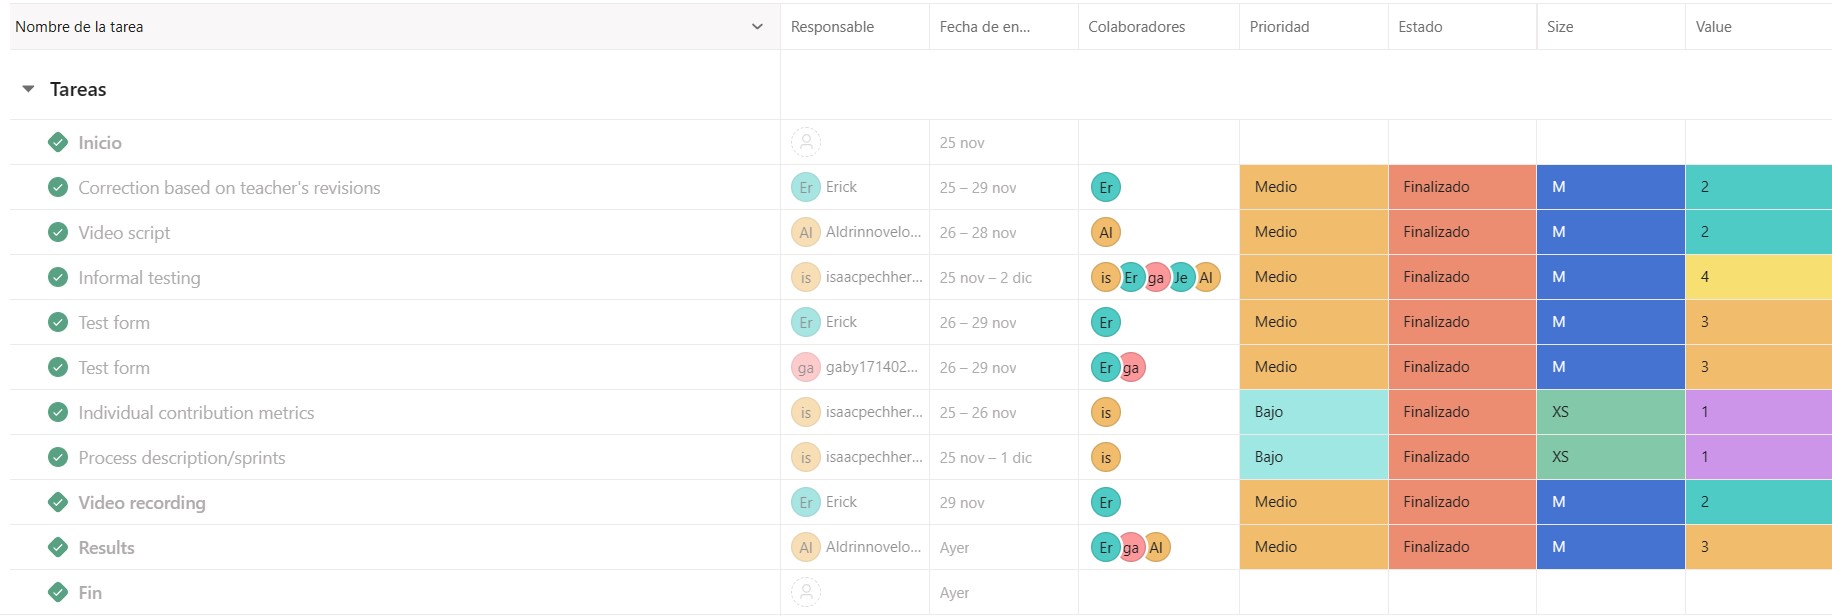 Nombre de la tarea Responsable Fecha de en... Colaboradores Prioridad Estado Size Value
Tareas
Inicio 25 nov
Correction based on teacher's revisions Er Erick 25 – 29 nov Er Medio Finalizado M 2
Video script Al Aldrinnovelo... 26 – 28 nov Al Medio Finalizado M 2
Informal testing is isaacpechher... 25 nov – 2 dic is Er ga Je Al Medio Finalizado M 4
Test form Er Erick 26 – 29 nov Er Medio Finalizado M 3
Test form ga gaby171402... 26 – 29 nov Er ga Medio Finalizado M 3
Individual contribution metrics is isaacpechher... 25 – 26 nov is Bajo Finalizado XS 1
Process description/sprints is isaacpechher... 25 nov – 1 dic is Bajo Finalizado XS 1
Video recording Er Erick 29 nov Er Medio Finalizado M 2
Results Al Aldrinnovelo... Ayer Er ga Al Medio Finalizado M 3
Fin Ayer